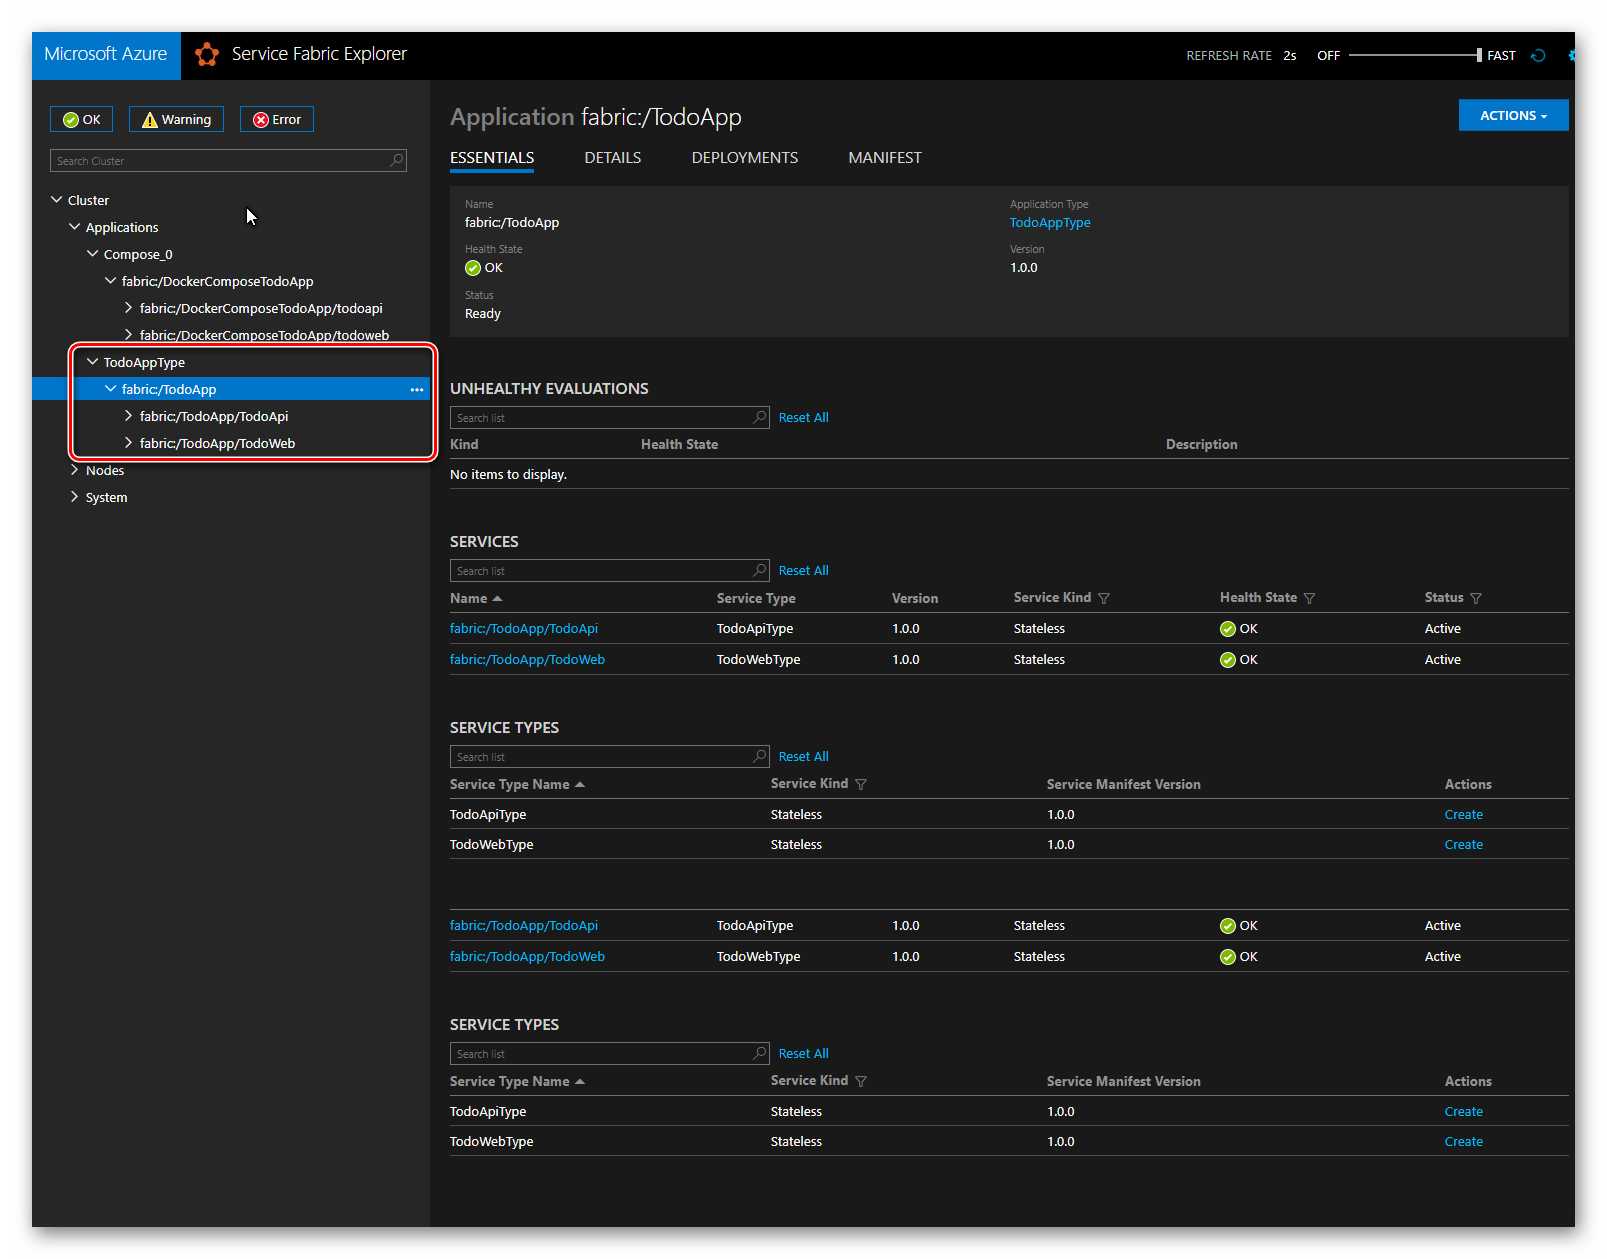 Microsoft Azure Service Fabric Explorer REFRESH RATE 2s OFF FAST
OK Warning Error
Search Cluster
Cluster
Applications
Compose_0
fabric:/DockerComposeTodoApp
fabric:/DockerComposeTodoApp/todoapi
fabric:/DockerComposeTodoApp/todoweb
TodoAppType
fabric:/TodoApp ...
fabric:/TodoApp/TodoApi
fabric:/TodoApp/TodoWeb
Nodes
System
Application fabric:/TodoApp ACTIONS
ESSENTIALS DETAILS DEPLOYMENTS MANIFEST
Name Application Type
fabric:/TodoApp TodoAppType
Health State Version
OK 1.0.0
Status
Ready
UNHEALTHY EVALUATIONS
Search list Reset All
Kind Health State Description
No items to display.
SERVICES
Search list Reset All
Name Service Type Version Service Kind Health State Status
fabric:/TodoApp/TodoApi TodoApiType 1.0.0 Stateless OK Active
fabric:/TodoApp/TodoWeb TodoWebType 1.0.0 Stateless OK Active
SERVICE TYPES
Search list Reset All
Service Type Name Service Kind Service Manifest Version Actions
TodoApiType Stateless 1.0.0 Create
TodoWebType Stateless 1.0.0 Create
fabric:/TodoApp/TodoApi TodoApiType 1.0.0 Stateless OK Active
fabric:/TodoApp/TodoWeb TodoWebType 1.0.0 Stateless OK Active
SERVICE TYPES
Search list Reset All
Service Type Name Service Kind Service Manifest Version Actions
TodoApiType Stateless 1.0.0 Create
TodoWebType Stateless 1.0.0 Create